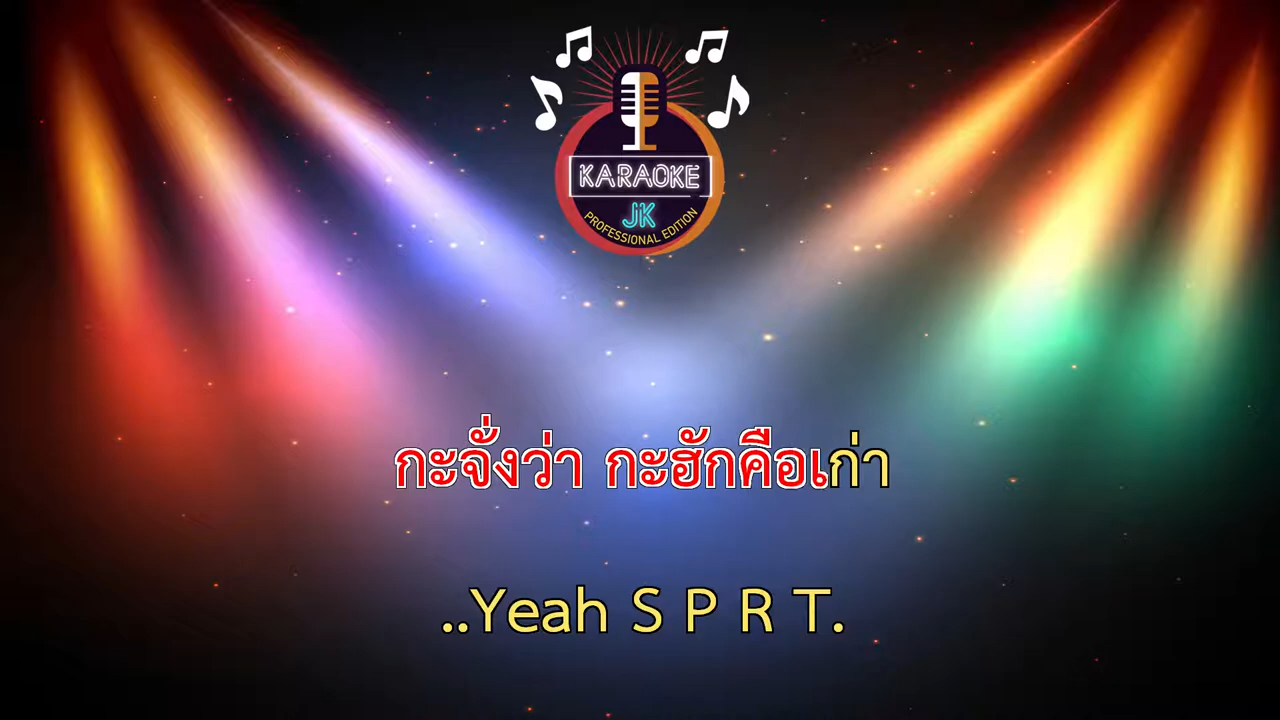 KARAOKE
JK
PROFESSIONAL EDITION
กะจั่งว่า กะฮักคือเก่า
..Yeah S P R T.